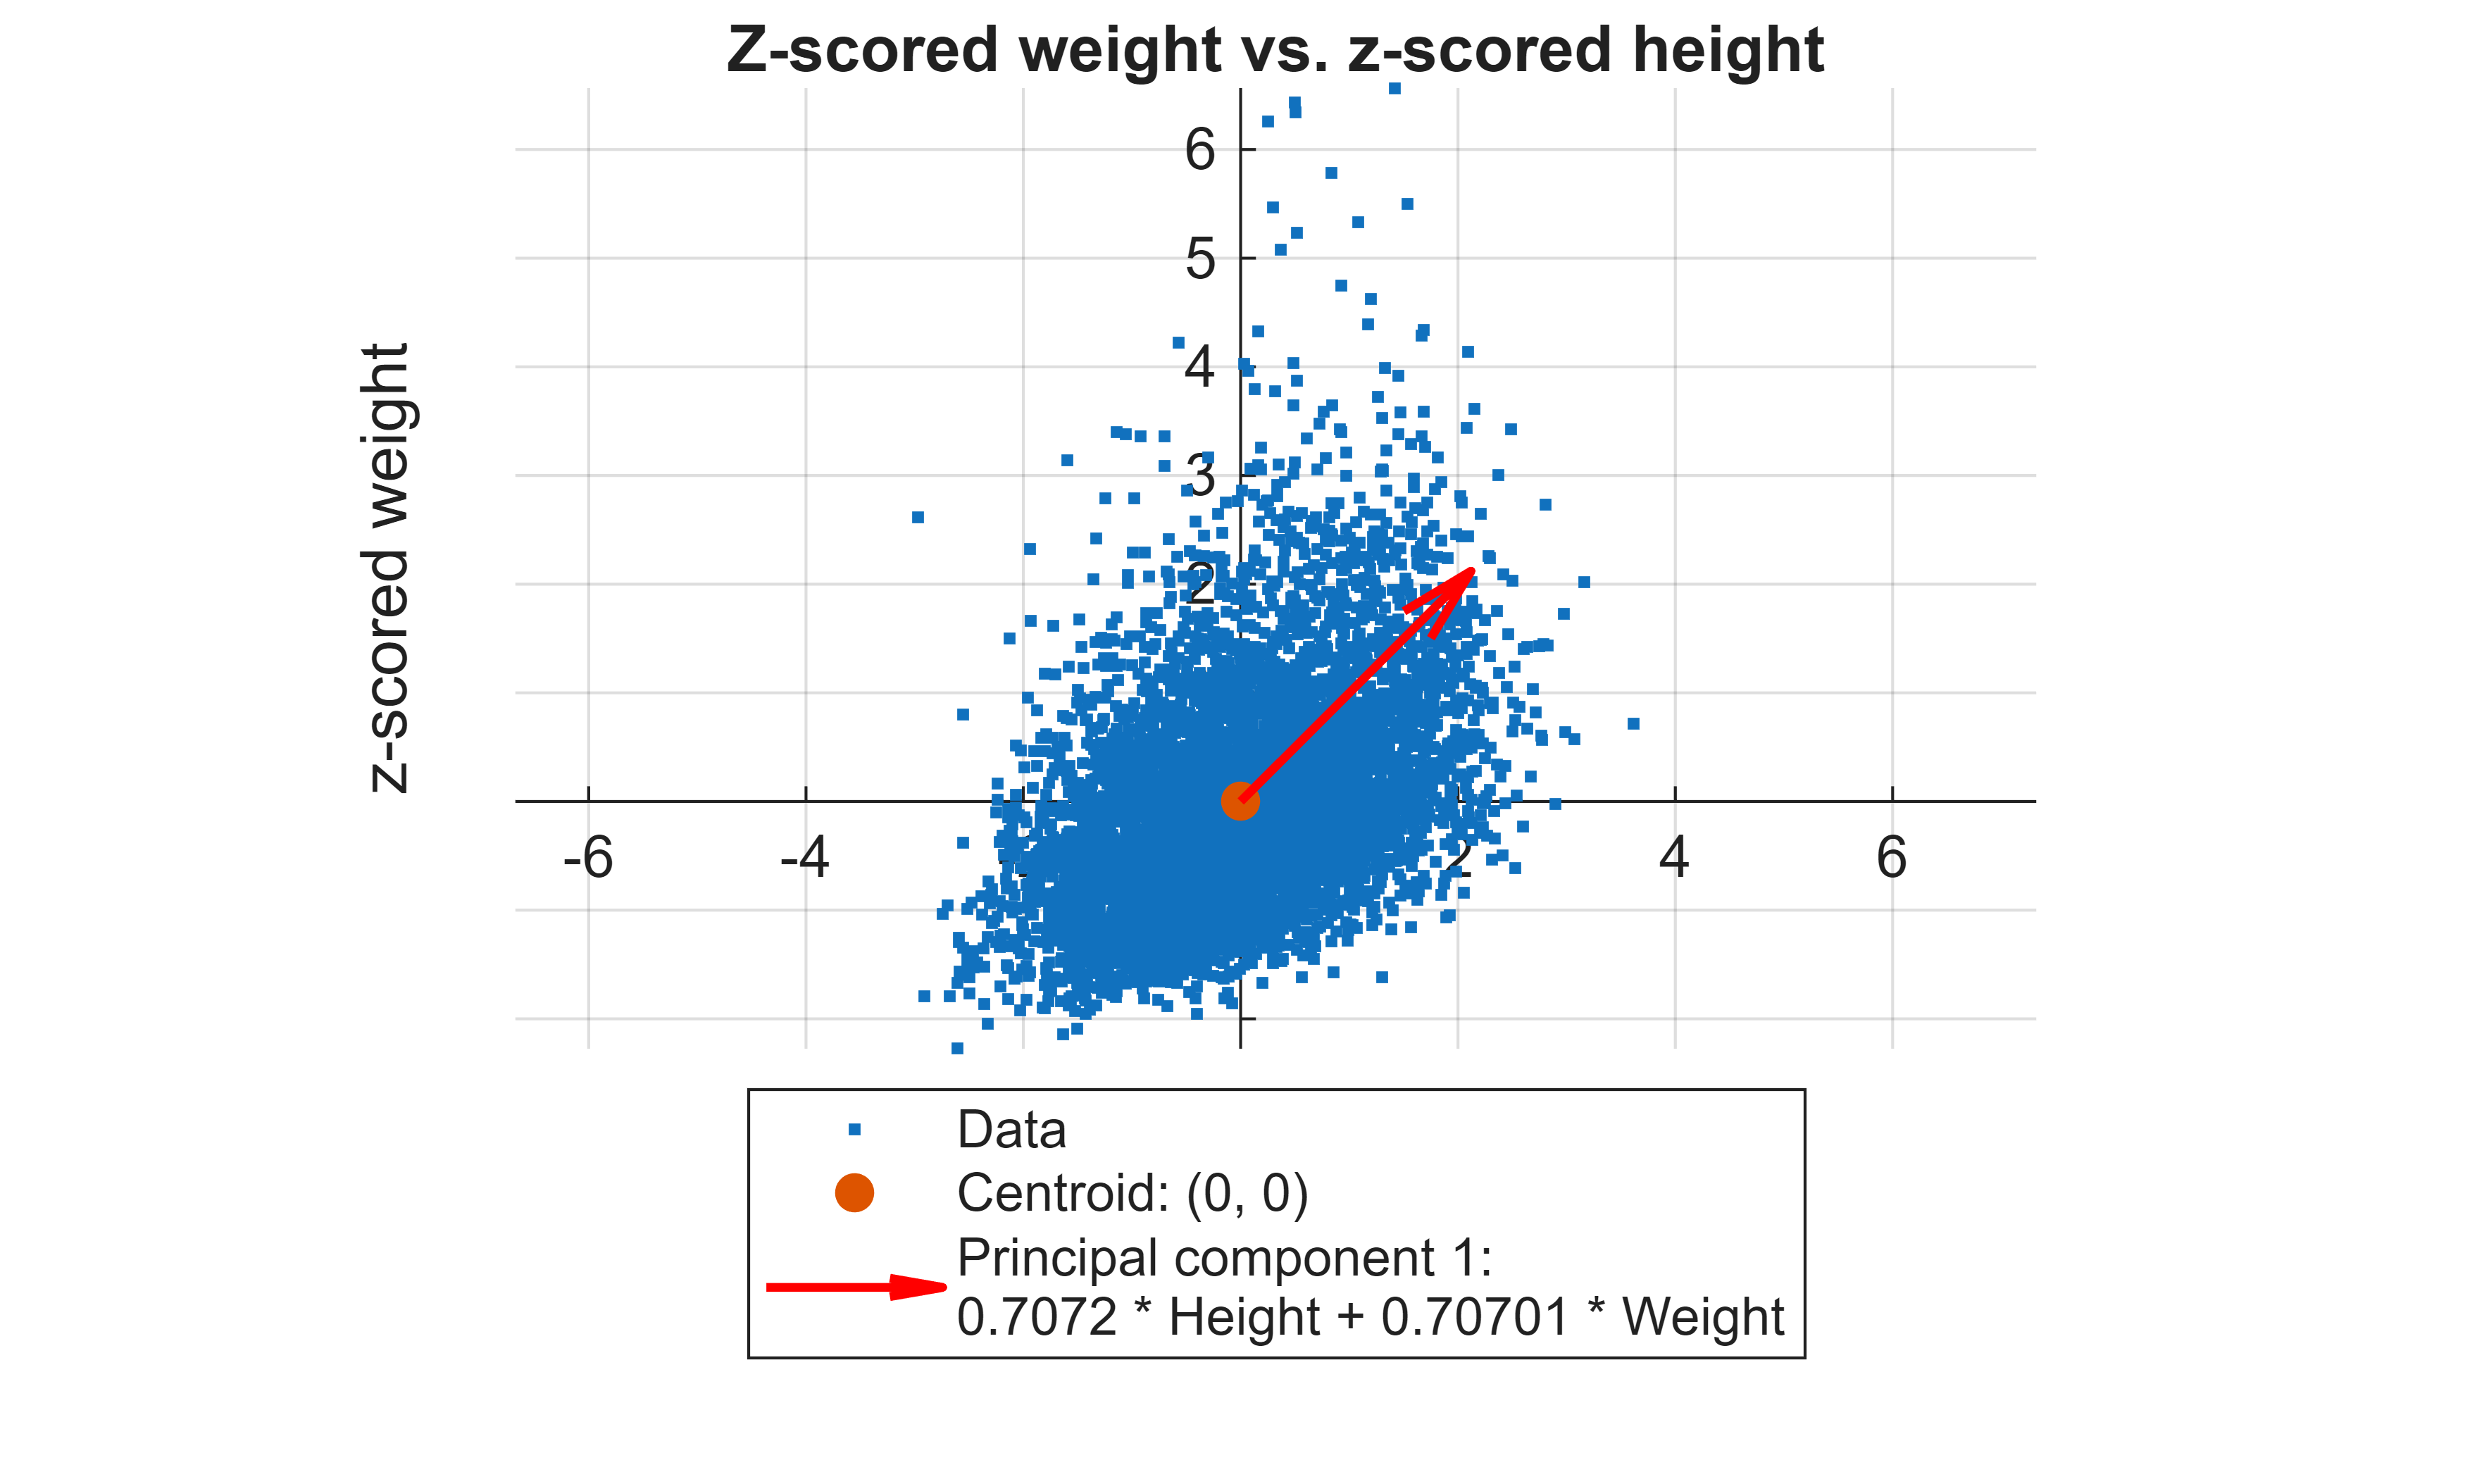 Z-scored weight vs. z-scored height
z-scored weight
6
5
4
3
2
-6 -4 2 4 6
Data
Centroid: (0, 0)
Principal component 1:
0.7072 * Height + 0.70701 * Weight